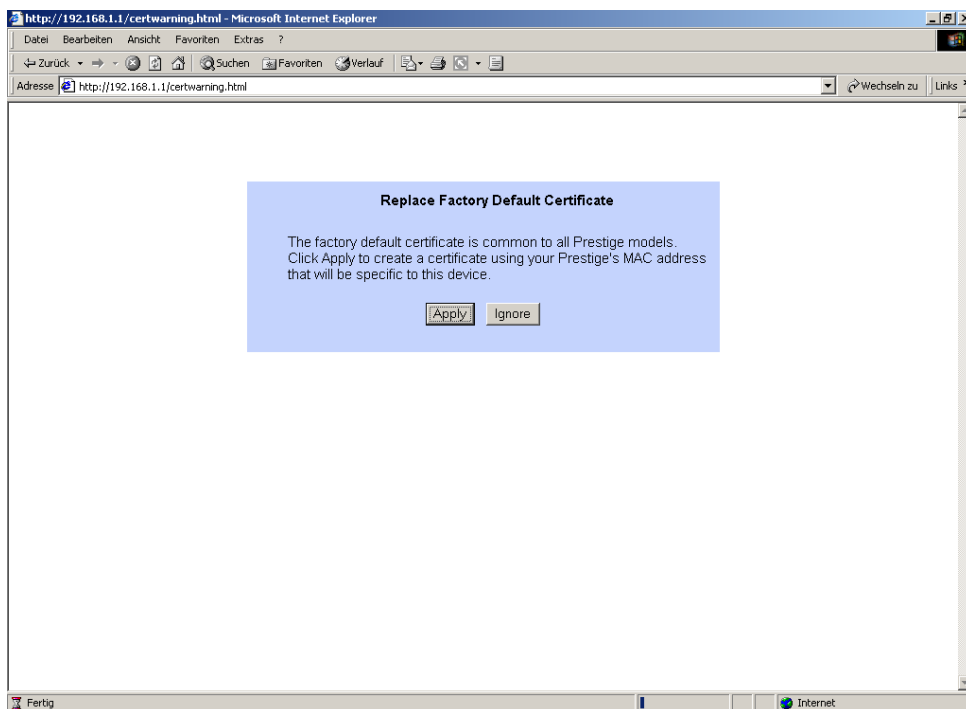 http://192.168.1.1/certwarning.html - Microsoft Internet Explorer
Datei Bearbeiten Ansicht Favoriten Extras ?
Zurück Suchen Favoriten Verlauf
Adresse http://192.168.1.1/certwarning.html Wechseln zu Links
Replace Factory Default Certificate
The factory default certificate is common to all Prestige models.
Click Apply to create a certificate using your Prestige's MAC address
that will be specific to this device.
Apply Ignore
Fertig Internet